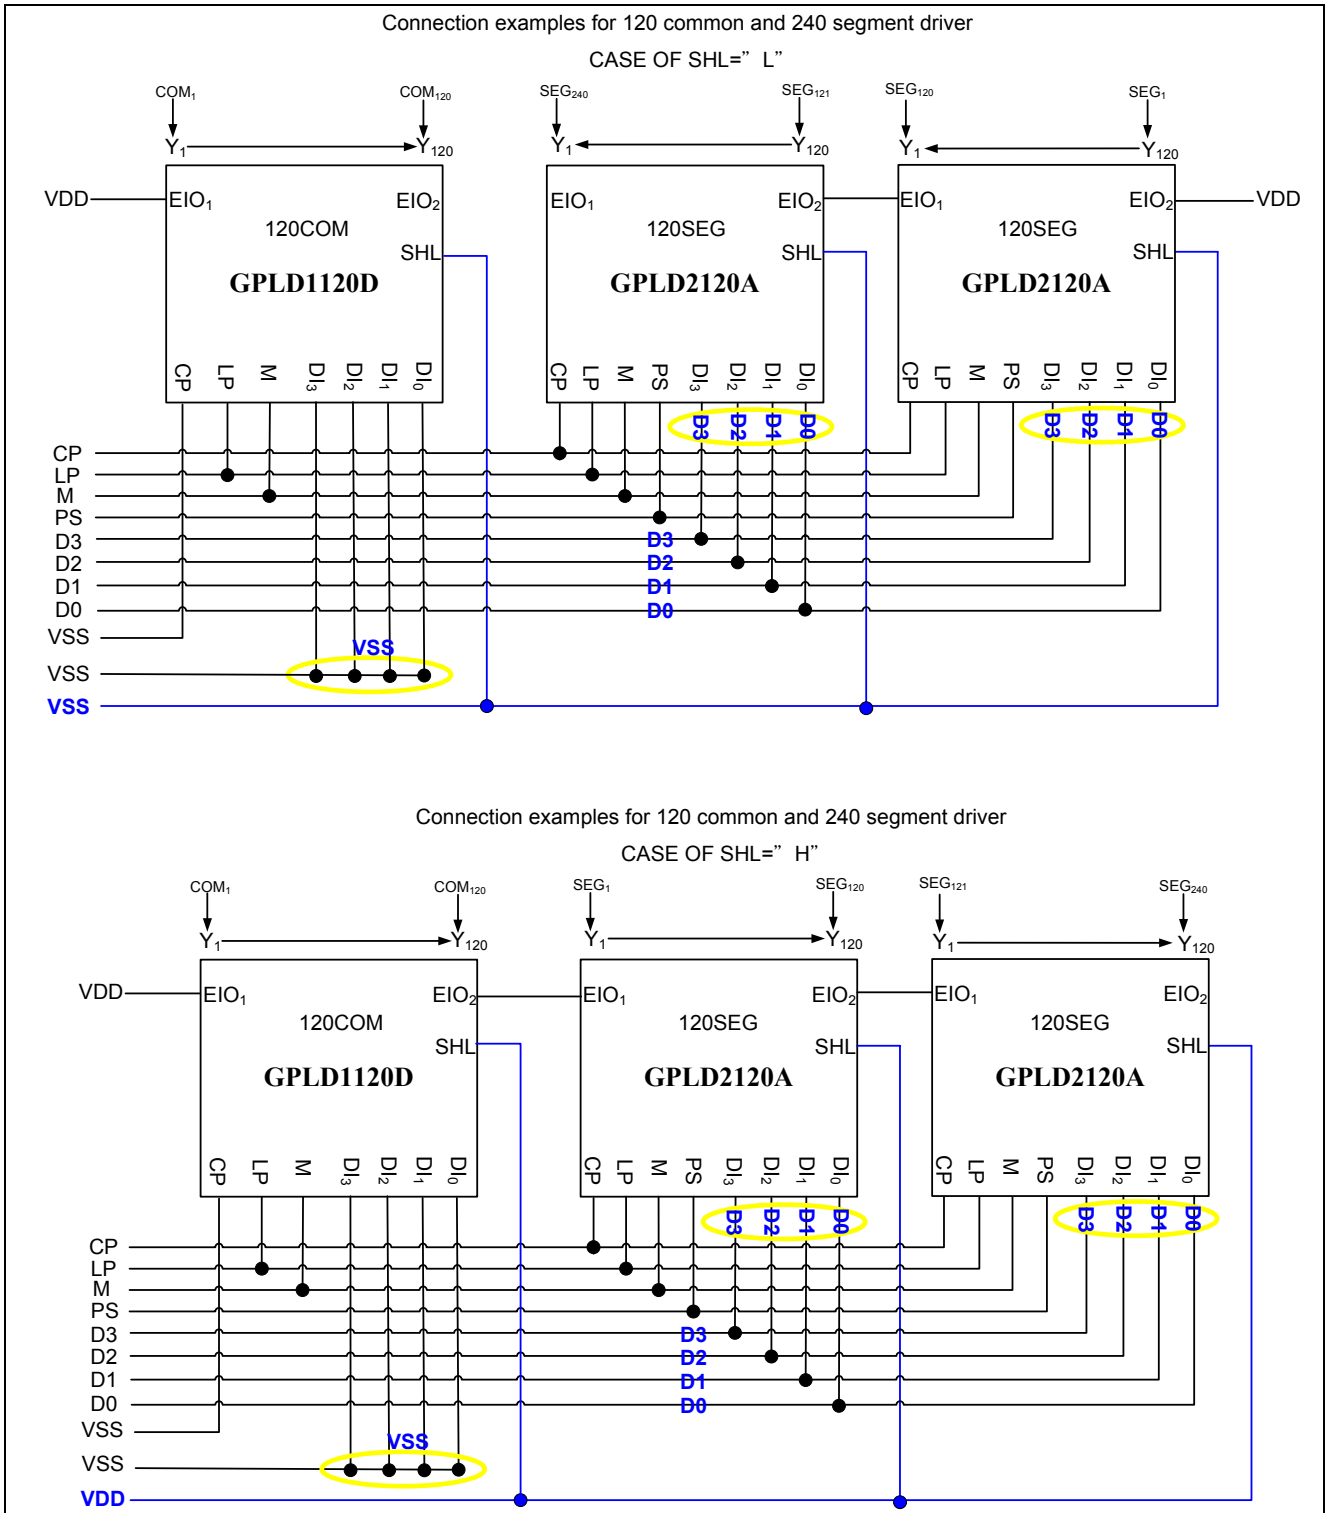 Connection examples for 120 common and 240 segment driver
CASE OF SHL=” L”
COM1 COM120 SEG240 SEG121 SEG120 SEG1
Y1 Y120 Y1 Y120 Y1 Y120
VDD EIO1 EIO2 EIO1 EIO2 EIO1 EIO2 VDD
120COM 120SEG 120SEG
SHL SHL SHL
GPLD1120D GPLD2120A GPLD2120A
CP LP M DI3 DI2 DI1 DI0 CP LP M PS DI3 DI2 DI1 DI0 CP LP M PS DI3 DI2 DI1 DI0
D3 D2 D1 D0 D3 D2 D1 D0
CP
LP
M
PS
D3 D3
D2 D2
D1 D1
D0 D0
VSS
VSS
VSS
VSS
Connection examples for 120 common and 240 segment driver
CASE OF SHL=” H”
COM1 COM120 SEG1 SEG120 SEG121 SEG240
Y1 Y120 Y1 Y120 Y1 Y120
VDD EIO1 EIO2 EIO1 EIO2 EIO1 EIO2
120COM 120SEG 120SEG
SHL SHL SHL
GPLD1120D GPLD2120A GPLD2120A
CP LP M DI3 DI2 DI1 DI0 CP LP M PS DI3 DI2 DI1 DI0 CP LP M PS DI3 DI2 DI1 DI0
D3 D2 D1 D0 D3 D2 D1 D0
CP
LP
M
PS
D3 D3
D2 D2
D1 D1
D0 D0
VSS
VSS
VSS
VDD